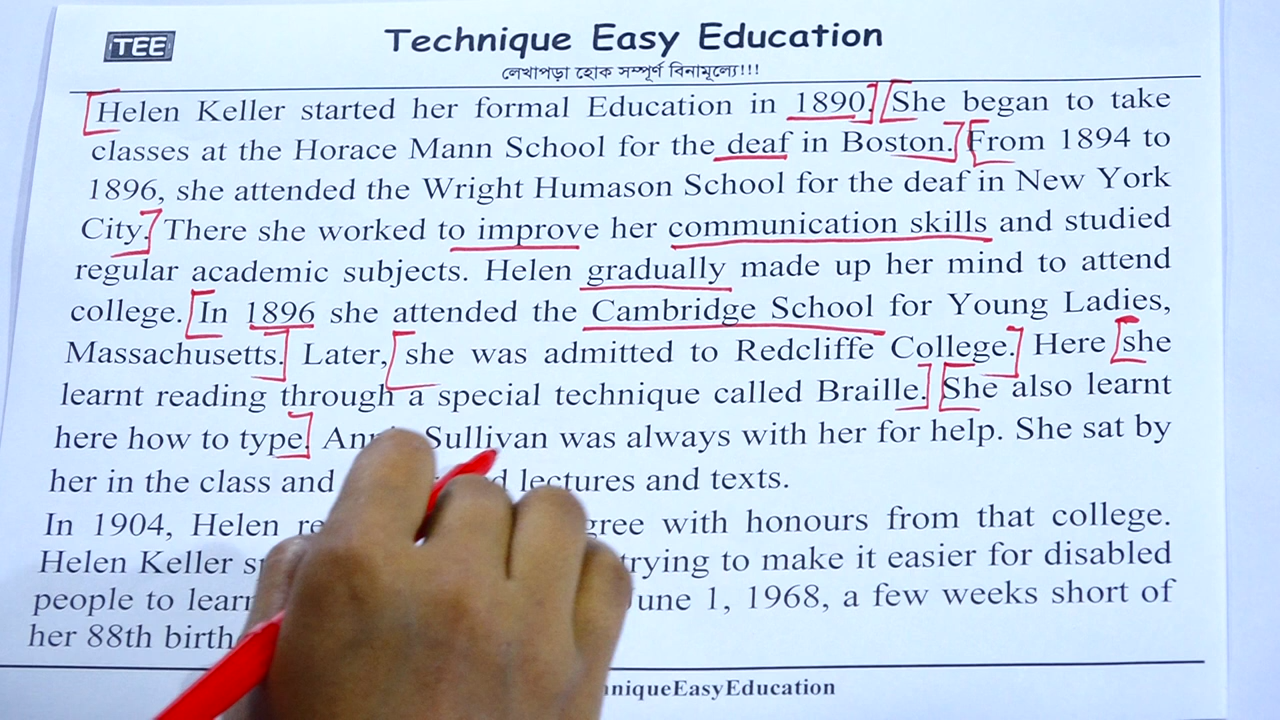 TEE
Technique Easy Education
লেখাপড়া হোক সম্পূর্ণ বিনামূল্যে!!!
Helen Keller started her formal Education in 1890. She began to take
classes at the Horace Mann School for the deaf in Boston. From 1894 to
1896, she attended the Wright Humason School for the deaf in New York
City. There she worked to improve her communication skills and studied
regular academic subjects. Helen gradually made up her mind to attend
college. In 1896 she attended the Cambridge School for Young Ladies,
Massachusetts. Later, she was admitted to Redcliffe College. Here she
learnt reading through a special technique called Braille. She also learnt
here how to type. Sullivan was always with her for help. She sat by
her in the class and lectures and texts.
In 1904, Helen with honours from that college.
Helen Keller trying to make it easier for disabled
people to learn June 1, 1968, a few weeks short of
her 88th